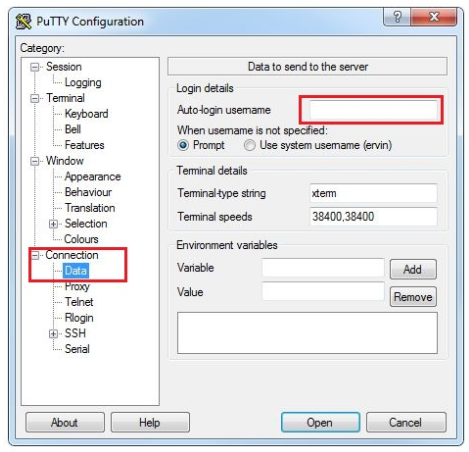 PuTTY Configuration
Category:
Session
Logging
Terminal
Keyboard
Bell
Features
Window
Appearance
Behaviour
Translation
Selection
Colours
Connection
Data
Proxy
Telnet
Rlogin
SSH
Serial
Data to send to the server
Login details
Auto-login username
When username is not specified:
Prompt Use system username (ervin)
Terminal details
Terminal-type string xterm
Terminal speeds 38400,38400
Environment variables
Variable Add
Value Remove
About Help Open Cancel